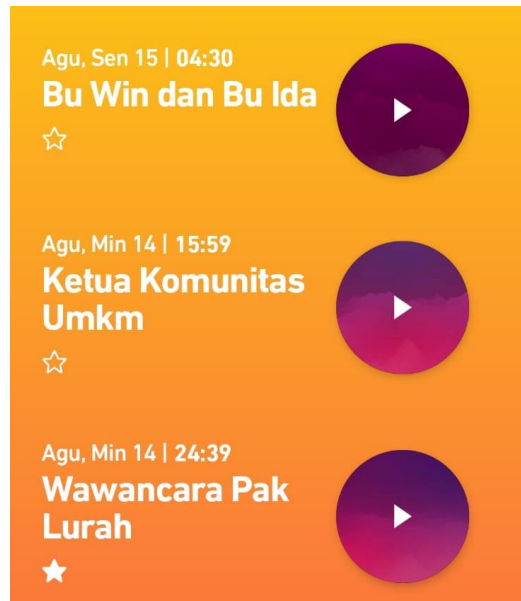 Agu, Sen 15 | 04:30
Bu Win dan Bu Ida
Agu, Min 14 | 15:59
Ketua Komunitas
Umkm
Agu, Min 14 | 24:39
Wawancara Pak
Lurah